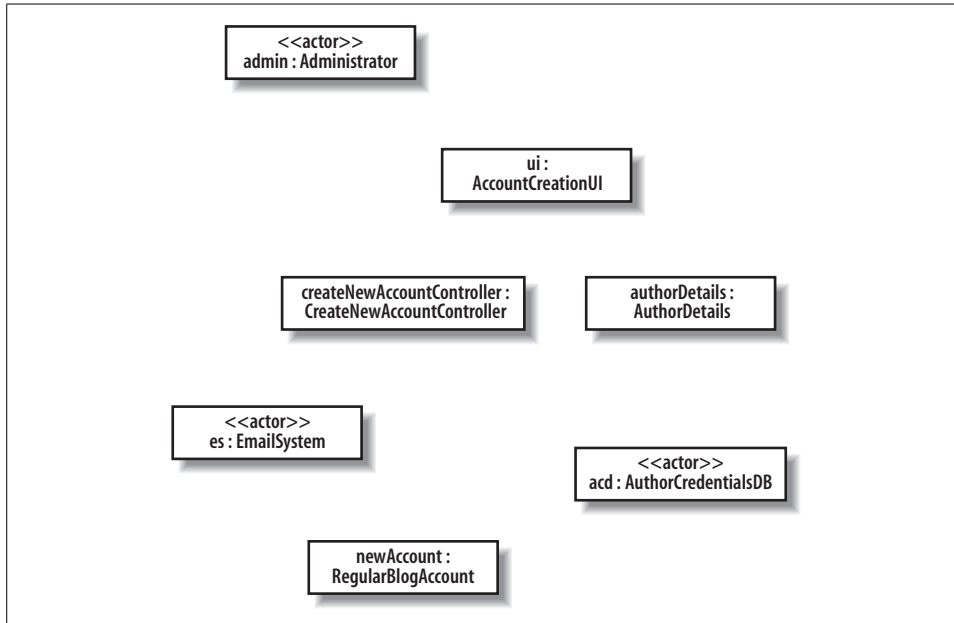 <<actor>>
admin : Administrator
ui :
AccountCreationUI
createNewAccountController :
CreateNewAccountController
authorDetails :
AuthorDetails
<<actor>>
es : EmailSystem
<<actor>>
acd : AuthorCredentialsDB
newAccount :
RegularBlogAccount